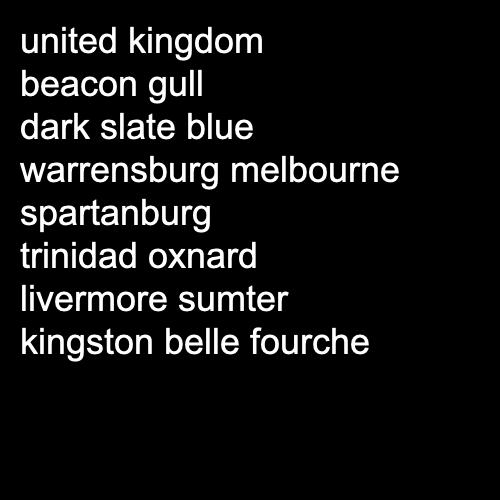 united kingdom
beacon gull
dark slate blue
warrensburg melbourne
spartanburg
trinidad oxnard
livermore sumter
kingston belle fourche